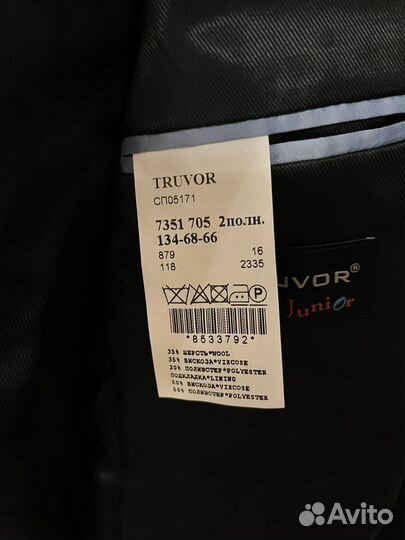 TRUVOR
СП05171
7351 705 2полн.
134-68-66
879 16
118 2335
*8533792*
35% ШЕРСТЬ*WOOL
35% ВИСКОЗА*VISCOSE
30% ПОЛИЭСТЕР*POLYESTER
ПОДКЛАДКА*LINING
50% ВИСКОЗА*VISCOSE
50% ПОЛИЭСТЕР*POLYESTER
UVOR®
Junior
Avito